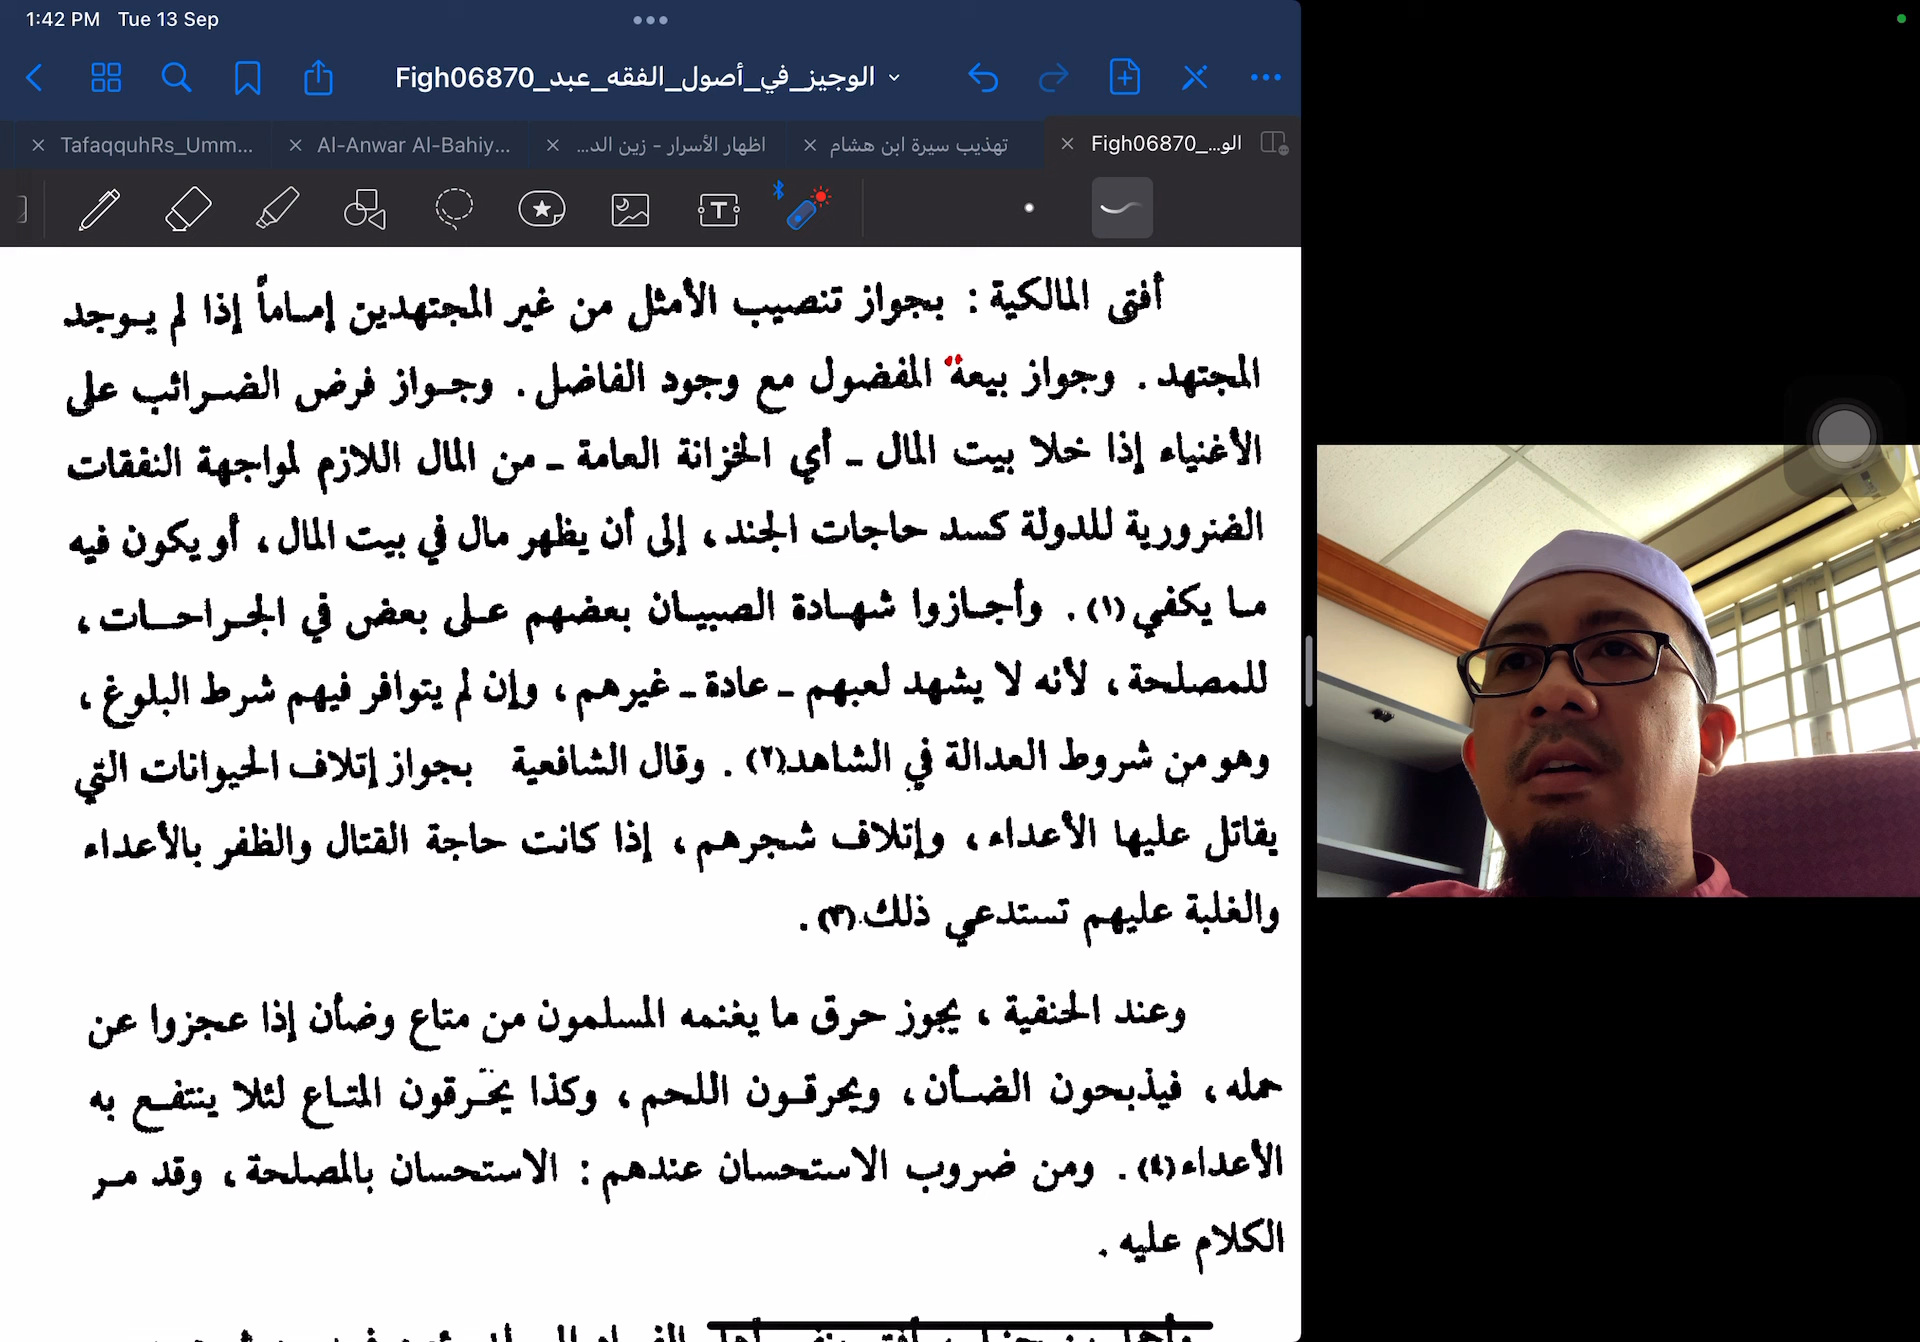 1:42 PM Tue 13 Sep
Figh06870_الوجيز_في_أصول_الفقه_عبد
TafaqquhRs_Umm...
Al-Anwar Al-Bahiy...
اظهار الأسرار - زين الد...
تهذيب سيرة ابن هشام
Figh06870_...الو
أفتى المالكية : بجواز تنصيب الأمثل من غير المجتهدين إماماً إذا لم يوجد
المجتهد . وجواز بيعة المفضول مع وجود الفاضل . وجواز فرض الضرائب على
الأغنياء إذا خلا بيت المال ـ أي الخزانة العامة ـ من المال اللازم لمواجهة النفقات
الضرورية للدولة كسد حاجات الجند ، إلى أن يظهر مال في بيت المال ، أو يكون فيه
ما يكفي (١) . وأجازوا شهادة الصبيان بعضهم على بعض في الجراحات ،
للمصلحة ، لأنه لا يشهد لعبهم ـ عادة ـ غيرهم ، وإن لم يتوافر فيهم شرط البلوغ ،
وهو من شروط العدالة في الشاهد(٢) . وقال الشافعية بجواز إتلاف الحيوانات التي
يقاتل عليها الأعداء ، وإتلاف شجرهم ، إذا كانت حاجة القتال والظفر بالأعداء
والغلبة عليهم تستدعي ذلك (٣) .
وعند الحنفية ، يجوز حرق ما يغنمه المسلمون من متاع وضأن إذا عجزوا عن
حمله ، فيذبحون الضأن ، ويحرقون اللحم ، وكذا يحرقون المتاع لئلا ينتفع به
الأعداء (٤) . ومن ضروب الاستحسان عندهم : الاستحسان بالمصلحة ، وقد مر
الكلام عليه .